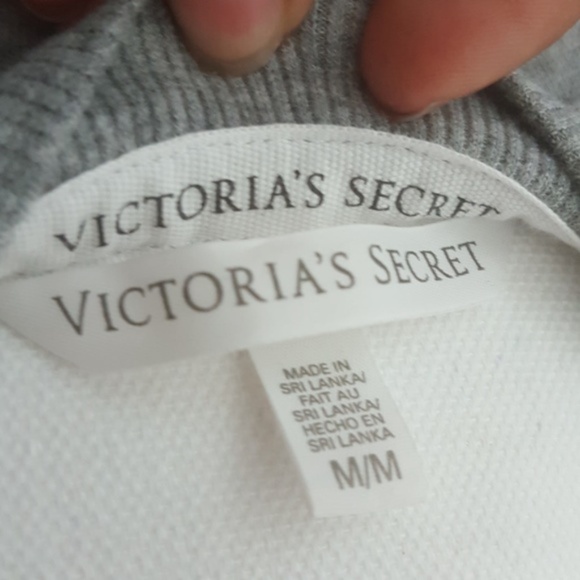 VICTORIA'S SECRET
VICTORIA'S SECRET
MADE IN
SRI LANKA/
FAIT AU
SRI LANKA/
HECHO EN
SRI LANKA
M/M